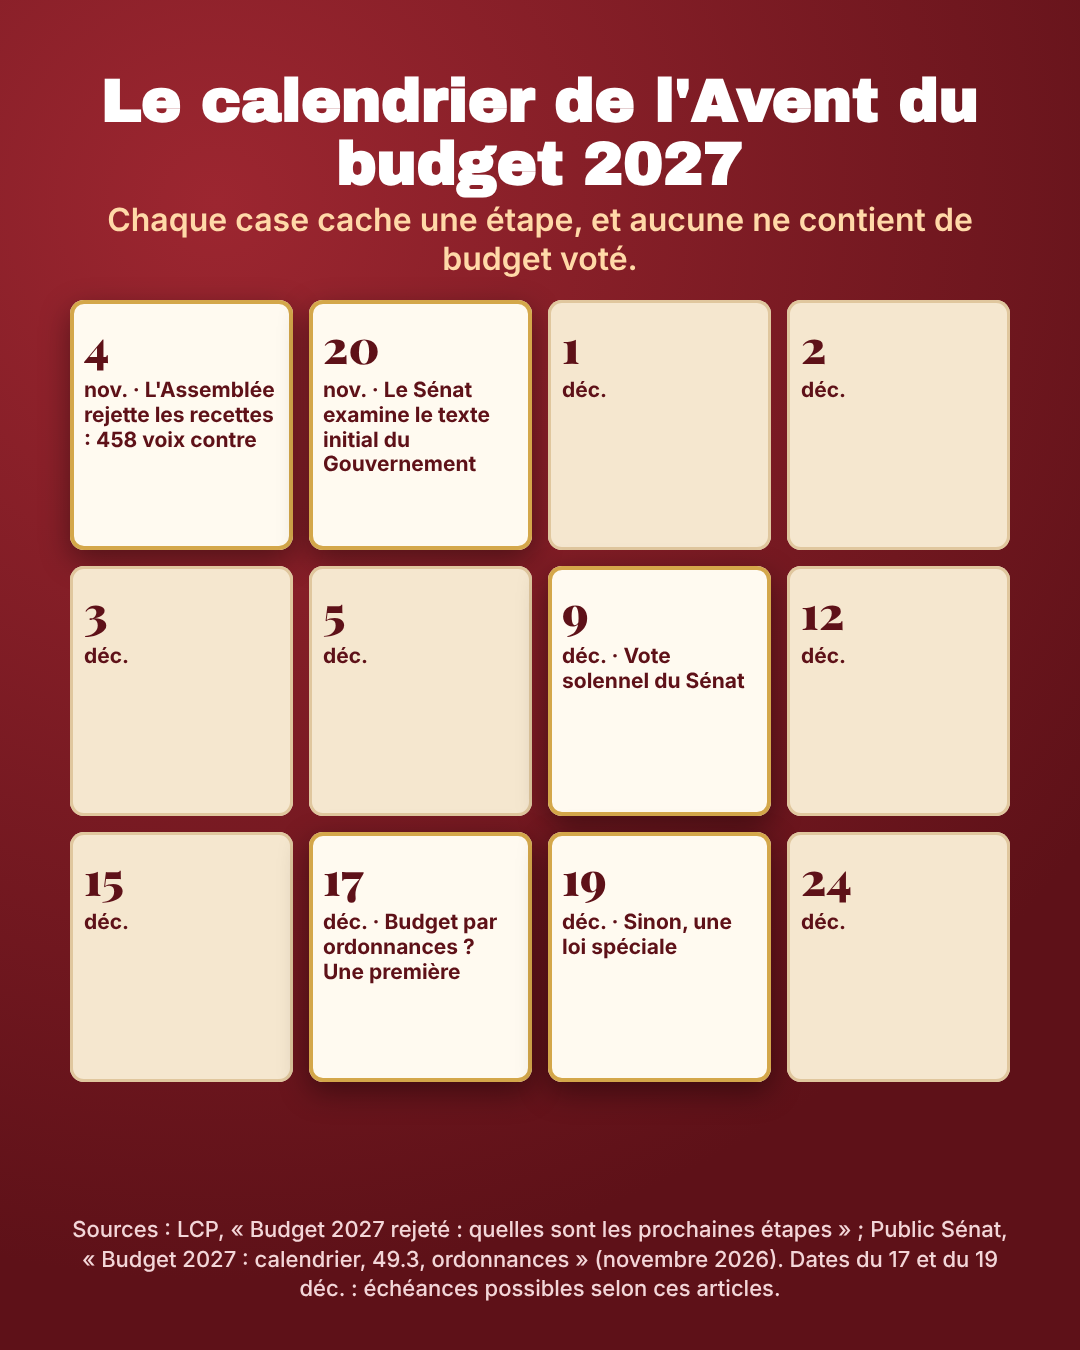 Le calendrier de l'Avent du
budget 2027
Chaque case cache une étape, et aucune ne contient de
budget voté.
4
nov. · L'Assemblée
rejette les recettes
: 458 voix contre
20
nov. · Le Sénat
examine le texte
initial du
Gouvernement
1
déc.
2
déc.
3
déc.
5
déc.
9
déc. · Vote
solennel du Sénat
12
déc.
15
déc.
17
déc. · Budget par
ordonnances ?
Une première
19
déc. · Sinon, une
loi spéciale
24
déc.
Sources : LCP, « Budget 2027 rejeté : quelles sont les prochaines étapes » ; Public Sénat,
« Budget 2027 : calendrier, 49.3, ordonnances » (novembre 2026). Dates du 17 et du 19
déc. : échéances possibles selon ces articles.